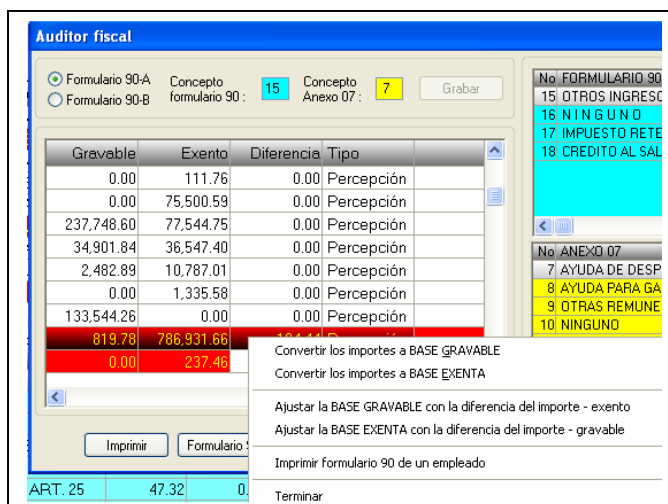 Auditor fiscal
Formulario 90-A
Formulario 90-B
Concepto
formulario 90 :
15
Concepto
Anexo 07 :
7
Grabar
Gravable Exento Diferencia Tipo
0.00 111.76 0.00 Percepción
0.00 75,500.59 0.00 Percepción
237,748.60 77,544.75 0.00 Percepción
34,901.84 36,547.40 0.00 Percepción
2,482.89 10,787.01 0.00 Percepción
0.00 1,335.58 0.00 Percepción
133,544.26 0.00 0.00 Percepción
819.78 786,931.66
0.00 237.46
Imprimir
Formulario
No FORMULARIO 90
15 OTROS INGRESO
16 N I N G U N O
17 IMPUESTO RETE
18 CREDITO AL SAL
No ANEXO 07
7 AYUDA DE DESP
8 AYUDA PARA GA
9 OTRAS REMUNE
10 NINGUNO
Convertir los importes a BASE GRAVABLE
Convertir los importes a BASE EXENTA
Ajustar la BASE GRAVABLE con la diferencia del importe - exento
Ajustar la BASE EXENTA con la diferencia del importe - gravable
Imprimir formulario 90 de un empleado
Terminar
ART. 25 47.32 0.